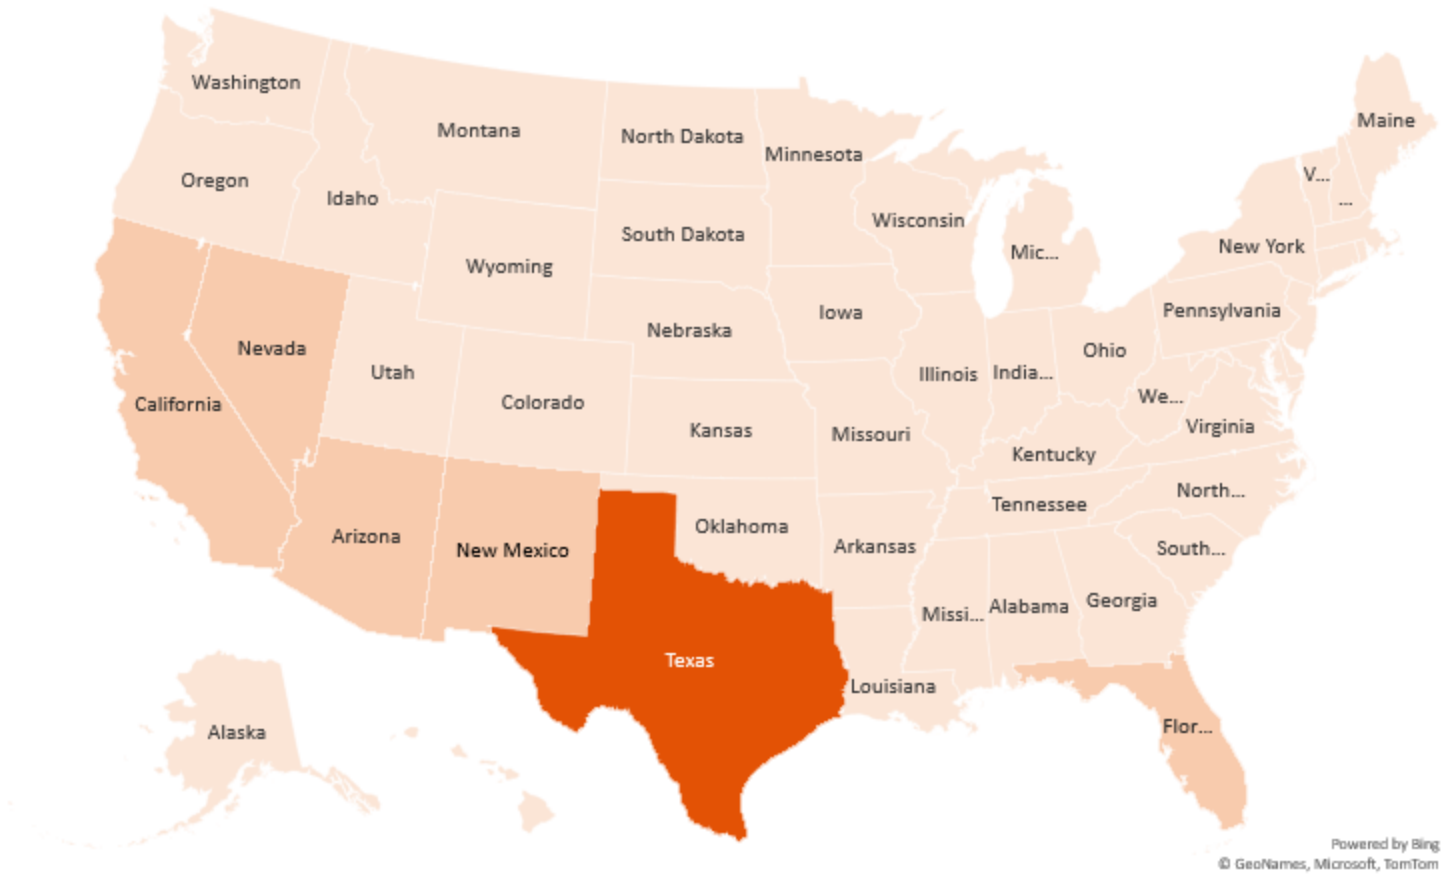 Washington
Montana
North Dakota
Minnesota
Maine
Oregon
Idaho
V...
...
South Dakota
Wisconsin
Mic...
New York
Wyoming
Iowa
Pennsylvania
Nebraska
Nevada
Utah
Colorado
Illinois
India...
Ohio
California
We...
Kansas
Missouri
Virginia
Kentucky
Tennessee
North...
Arizona
New Mexico
Oklahoma
Arkansas
South...
Missi...
Alabama
Georgia
Texas
Louisiana
Flor...
Alaska
Powered by Bing
© GeoNames, Microsoft, TomTom